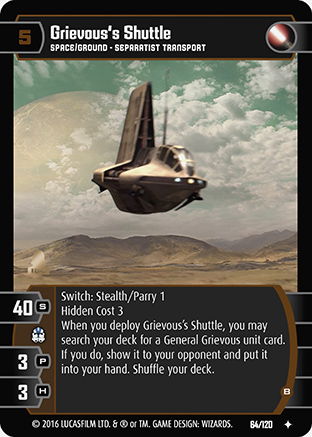 5 Grievous's Shuttle
SPACE/GROUND - SEPARATIST TRANSPORT
40 S
3 P
3 H
Switch: Stealth/Parry 1
Hidden Cost 3
When you deploy Grievous's Shuttle, you may
search your deck for a General Grievous unit card.
If you do, show it to your opponent and put it
into your hand. Shuffle your deck.
B
© 2016 LUCASFILM LTD. & ® or TM. GAME DESIGN: WIZARDS. 64/120